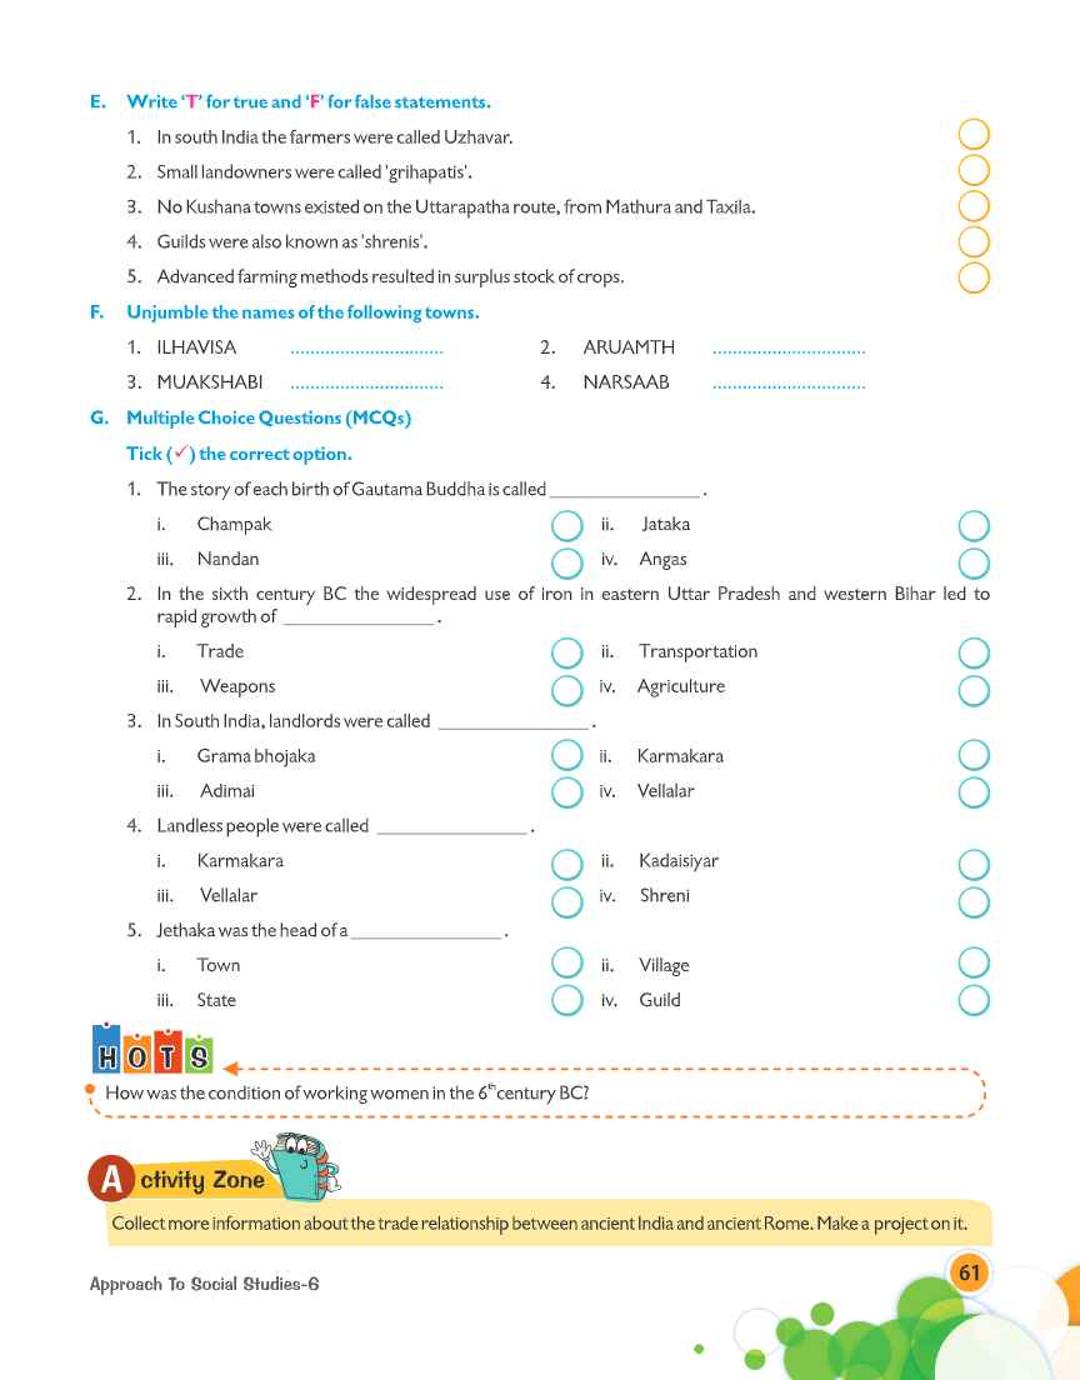 E. Write 'T' for true and 'F' for false statements.
1. In south India the farmers were called Uzhavar.
2. Small landowners were called 'grihapatis'.
3. No Kushana towns existed on the Uttarapatha route, from Mathura and Taxila.
4. Guilds were also known as 'shrenis'.
5. Advanced farming methods resulted in surplus stock of crops.
F. Unjumble the names of the following towns.
1. ILHAVISA .............................. 2. ARUAMTH ..............................
3. MUAKSHABI .............................. 4. NARSAAB ..............................
G. Multiple Choice Questions (MCQs)
Tick (✓) the correct option.
1. The story of each birth of Gautama Buddha is called _______________.
i. Champak ii. Jataka
iii. Nandan iv. Angas
2. In the sixth century BC the widespread use of iron in eastern Uttar Pradesh and western Bihar led to
rapid growth of _______________.
i. Trade ii. Transportation
iii. Weapons iv. Agriculture
3. In South India, landlords were called _______________.
i. Grama bhojaka ii. Karmakara
iii. Adimai iv. Vellalar
4. Landless people were called _______________.
i. Karmakara ii. Kadaisiyar
iii. Vellalar iv. Shreni
5. Jethaka was the head of a _______________.
i. Town ii. Village
iii. State iv. Guild
HOTS
How was the condition of working women in the 6th century BC?
Activity Zone
Collect more information about the trade relationship between ancient India and ancient Rome. Make a project on it.
Approach To Social Studies-6
61